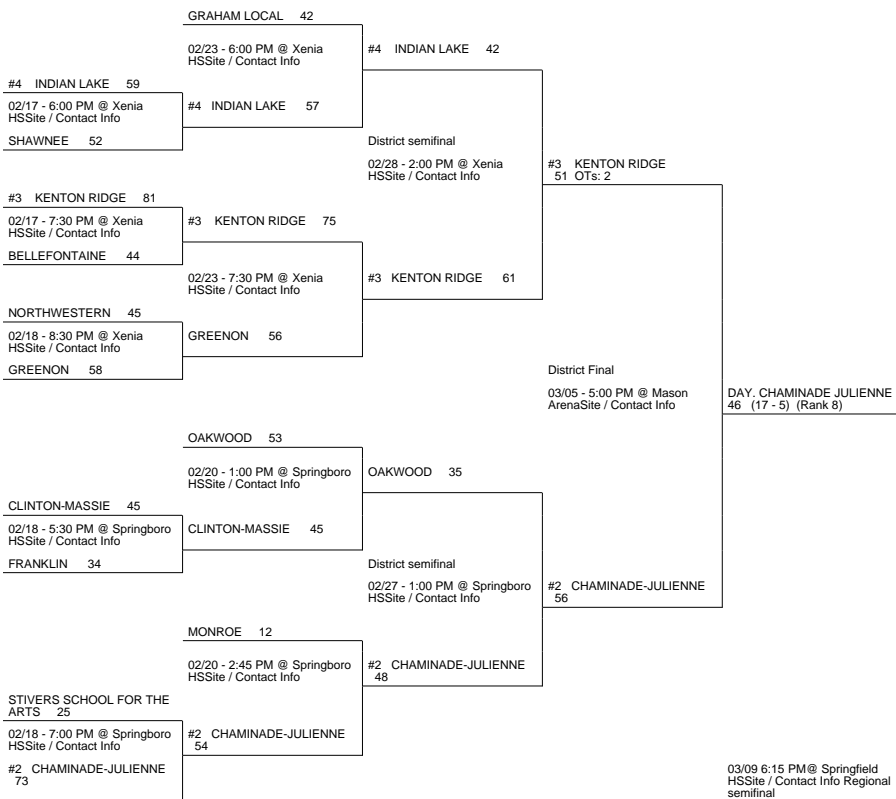 GRAHAM LOCAL 42
02/23 - 6:00 PM @ Xenia
HSSite / Contact Info
#4 INDIAN LAKE 42
#4 INDIAN LAKE 59
02/17 - 6:00 PM @ Xenia
HSSite / Contact Info
#4 INDIAN LAKE 57
SHAWNEE 52
District semifinal
02/28 - 2:00 PM @ Xenia
HSSite / Contact Info
#3 KENTON RIDGE
51 OTs: 2
#3 KENTON RIDGE 81
02/17 - 7:30 PM @ Xenia
HSSite / Contact Info
#3 KENTON RIDGE 75
BELLEFONTAINE 44
02/23 - 7:30 PM @ Xenia
HSSite / Contact Info
#3 KENTON RIDGE 61
NORTHWESTERN 45
02/18 - 8:30 PM @ Xenia
HSSite / Contact Info
GREENON 56
GREENON 58
District Final
03/05 - 5:00 PM @ Mason
ArenaSite / Contact Info
DAY. CHAMINADE JULIENNE
46 (17 - 5) (Rank 8)
OAKWOOD 53
02/20 - 1:00 PM @ Springboro
HSSite / Contact Info
OAKWOOD 35
CLINTON-MASSIE 45
02/18 - 5:30 PM @ Springboro
HSSite / Contact Info
CLINTON-MASSIE 45
FRANKLIN 34
District semifinal
02/27 - 1:00 PM @ Springboro
HSSite / Contact Info
#2 CHAMINADE-JULIENNE
56
MONROE 12
02/20 - 2:45 PM @ Springboro
HSSite / Contact Info
#2 CHAMINADE-JULIENNE
48
STIVERS SCHOOL FOR THE
ARTS 25
02/18 - 7:00 PM @ Springboro
HSSite / Contact Info
#2 CHAMINADE-JULIENNE
54
#2 CHAMINADE-JULIENNE
73
03/09 6:15 PM@ Springfield
HSSite / Contact Info Regional
semifinal